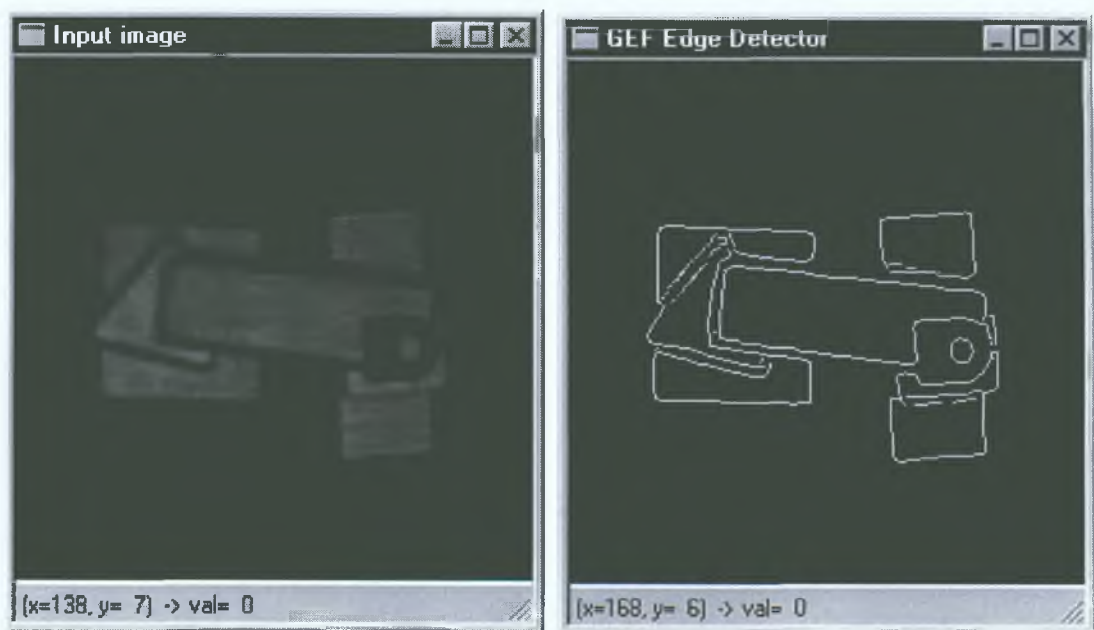 Input image
GEF Edge Detector
(x=138, y= 7) -> val= 0
(x=168, y= 6) -> val= 0